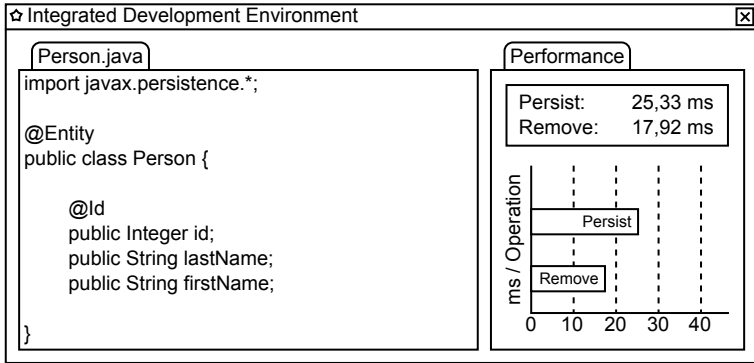 Integrated Development Environment
Person.java
import javax.persistence.*;
@Entity
public class Person {
@Id
public Integer id;
public String lastName;
public String firstName;
}
Performance
Persist: 25,33 ms
Remove: 17,92 ms
ms / Operation
Persist
Remove
0 10 20 30 40